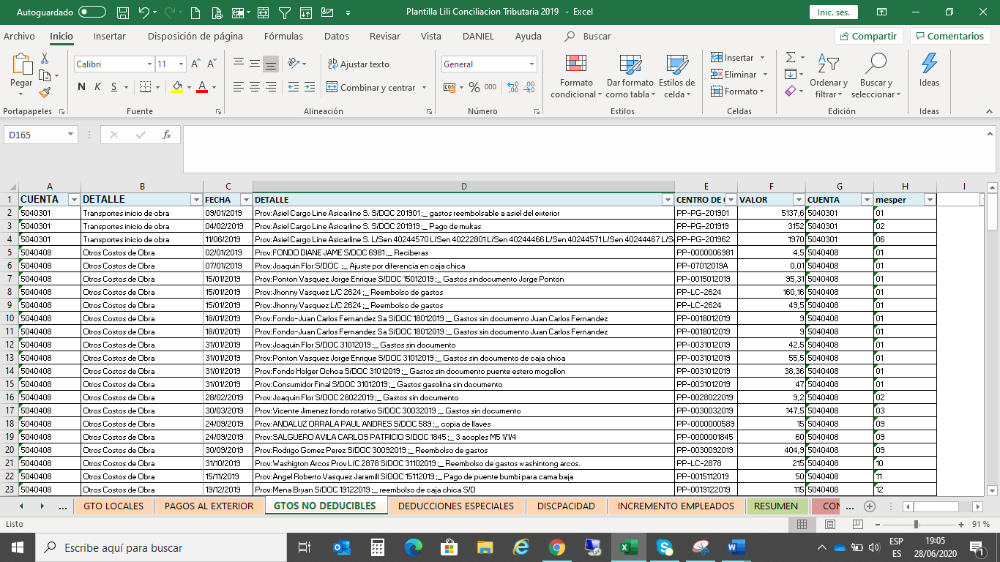 Autoguardado
Plantilla Lili Conciliacion Tributaria 2019 - Excel
Inic. ses.
Archivo Inicio Insertar Disposición de página Fórmulas Datos Revisar Vista DANIEL Ayuda Buscar
Compartir Comentarios
Pegar
Calibri 11
N K S
Ajustar texto
Combinar y centrar
General
% 000
Formato condicional
Dar formato como tabla
Estilos de celda
Insertar
Eliminar
Formato
Ordenar y filtrar
Buscar y seleccionar
Ideas
Portapapeles Fuente Alineación Número Estilos Celdas Edición Ideas
D165 fx
A B C D E F G H I
1 CUENTA DETALLE FECHA DETALLE CENTRO DE C VALOR CUENTA mesper
2 5040301 Transportes inicio de obra 09/01/2019 Prov:Asiel Cargo Line Asicarline S. S/DOC 201901 ;_ gastos reembolsable a asiel del exterior PP-PG-201901 5137,6 5040301 01
3 5040301 Transportes inicio de obra 04/02/2019 Prov:Asiel Cargo Line Asicarline S. S/DOC 201919 ;_ Pago de multas PP-PG-201919 3152 5040301 02
4 5040301 Transportes inicio de obra 11/06/2019 Prov:Asiel Cargo Line Asicarline S. L/Sen 40244570 L/Sen 40222801 L/Sen 40244466 L/Sen 40244571 L/Sen 40244467 L/S PP-PG-201962 1970 5040301 06
5 5040408 Otros Costos de Obra 02/01/2019 Prov:FONDO DIANE JAME S/DOC 6981 ;_ Reciberas PP-0000006981 4,5 5040408 01
6 5040408 Otros Costos de Obra 07/01/2019 Prov:Joaquin Flor S/DOC ;_ Ajuste por diferencia en caja chica PP-07012019A 0,01 5040408 01
7 5040408 Otros Costos de Obra 15/01/2019 Prov:Ponton Vasquez Jorge Enrique S/DOC 15012019 ;_ Gastos sindocumento Jorge Ponton PP-0015012019 95,31 5040408 01
8 5040408 Otros Costos de Obra 15/01/2019 Prov:Jhonny Vasquez L/C 2624 ;_ Reembolso de gastos PP-LC-2624 160,16 5040408 01
9 5040408 Otros Costos de Obra 15/01/2019 Prov:Jhonny Vasquez L/C 2624 ;_ Reembolso de gastos PP-LC-2624 49,5 5040408 01
10 5040408 Otros Costos de Obra 18/01/2019 Prov:Fondo-Juan Carlos Fernandez Sa S/DOC 18012019 ;_ Gastos sin documento Juan Carlos Fernandez PP-0018012019 9 5040408 01
11 5040408 Otros Costos de Obra 18/01/2019 Prov:Fondo-Juan Carlos Fernandez Sa S/DOC 18012019 ;_ Gastos sin documento Juan Carlos Fernandez PP-0018012019 9 5040408 01
12 5040408 Otros Costos de Obra 31/01/2019 Prov:Joaquin Flor S/DOC 31012019 ;_ Gastos sin documento PP-0031012019 42,5 5040408 01
13 5040408 Otros Costos de Obra 31/01/2019 Prov:Ponton Vasquez Jorge Enrique S/DOC 31012019 ;_ Gastos sin documento de caja chica PP-0031012019 55,5 5040408 01
14 5040408 Otros Costos de Obra 31/01/2019 Prov:Fondo Holger Ochoa S/DOC 31012019 ;_ Gastos sin documento puente estero mogollon PP-0031012019 38,36 5040408 01
15 5040408 Otros Costos de Obra 31/01/2019 Prov:Consumidor Final S/DOC 31012019 ;_ Gastos gasolina sin documento PP-0031012019 47 5040408 01
16 5040408 Otros Costos de Obra 28/02/2019 Prov:Joaquin Flor S/DOC 28022019 ;_ Gastos sin documento PP-0028022019 9,2 5040408 02
17 5040408 Otros Costos de Obra 30/03/2019 Prov:Vicente Jimenez fondo rotativo S/DOC 30032019 ;_ Gastos sin documento PP-0030032019 147,5 5040408 03
18 5040408 Otros Costos de Obra 24/09/2019 Prov:ANDALUZ ORRALA PAUL ANDRES S/DOC 589 ;_ copia de llaves PP-0000000589 15 5040408 09
19 5040408 Otros Costos de Obra 24/09/2019 Prov:SALGUERO AVILA CARLOS PATRICIO S/DOC 1845 ;_ 3 acoples M5 1/1/4 PP-0000001845 60 5040408 09
20 5040408 Otros Costos de Obra 30/09/2019 Prov:Rodrigo Gomez Perez S/DOC 30092019 ;_ Reembolso de gastos PP-0030092019 404,9 5040408 09
21 5040408 Otros Costos de Obra 31/10/2019 Prov:Washigton Arcos Prov L/C 2878 S/DOC 31102019 ;_ Reembolso de gastos washintong arcos. PP-LC-2878 215 5040408 10
22 5040408 Otros Costos de Obra 15/11/2019 Prov:Angel Roberto Vasquez Jaramill S/DOC 15112019 ;_ Pago de puente bumbi para cama baja PP-0015112019 50 5040408 11
23 5040408 Otros Costos de Obra 19/12/2019 Prov:Mena Bryan S/DOC 19122019 ;_ reembolso de caja chica S/D PP-0019122019 115 5040408 12
... GTO LOCALES PAGOS AL EXTERIOR GTOS NO DEDUCIBLES DEDUCCIONES ESPECIALES DISCPACIDAD INCREMENTO EMPLEADOS RESUMEN CON ...
Listo 91 %
Escribe aquí para buscar
ESP
ES
19:05
28/06/2020
1